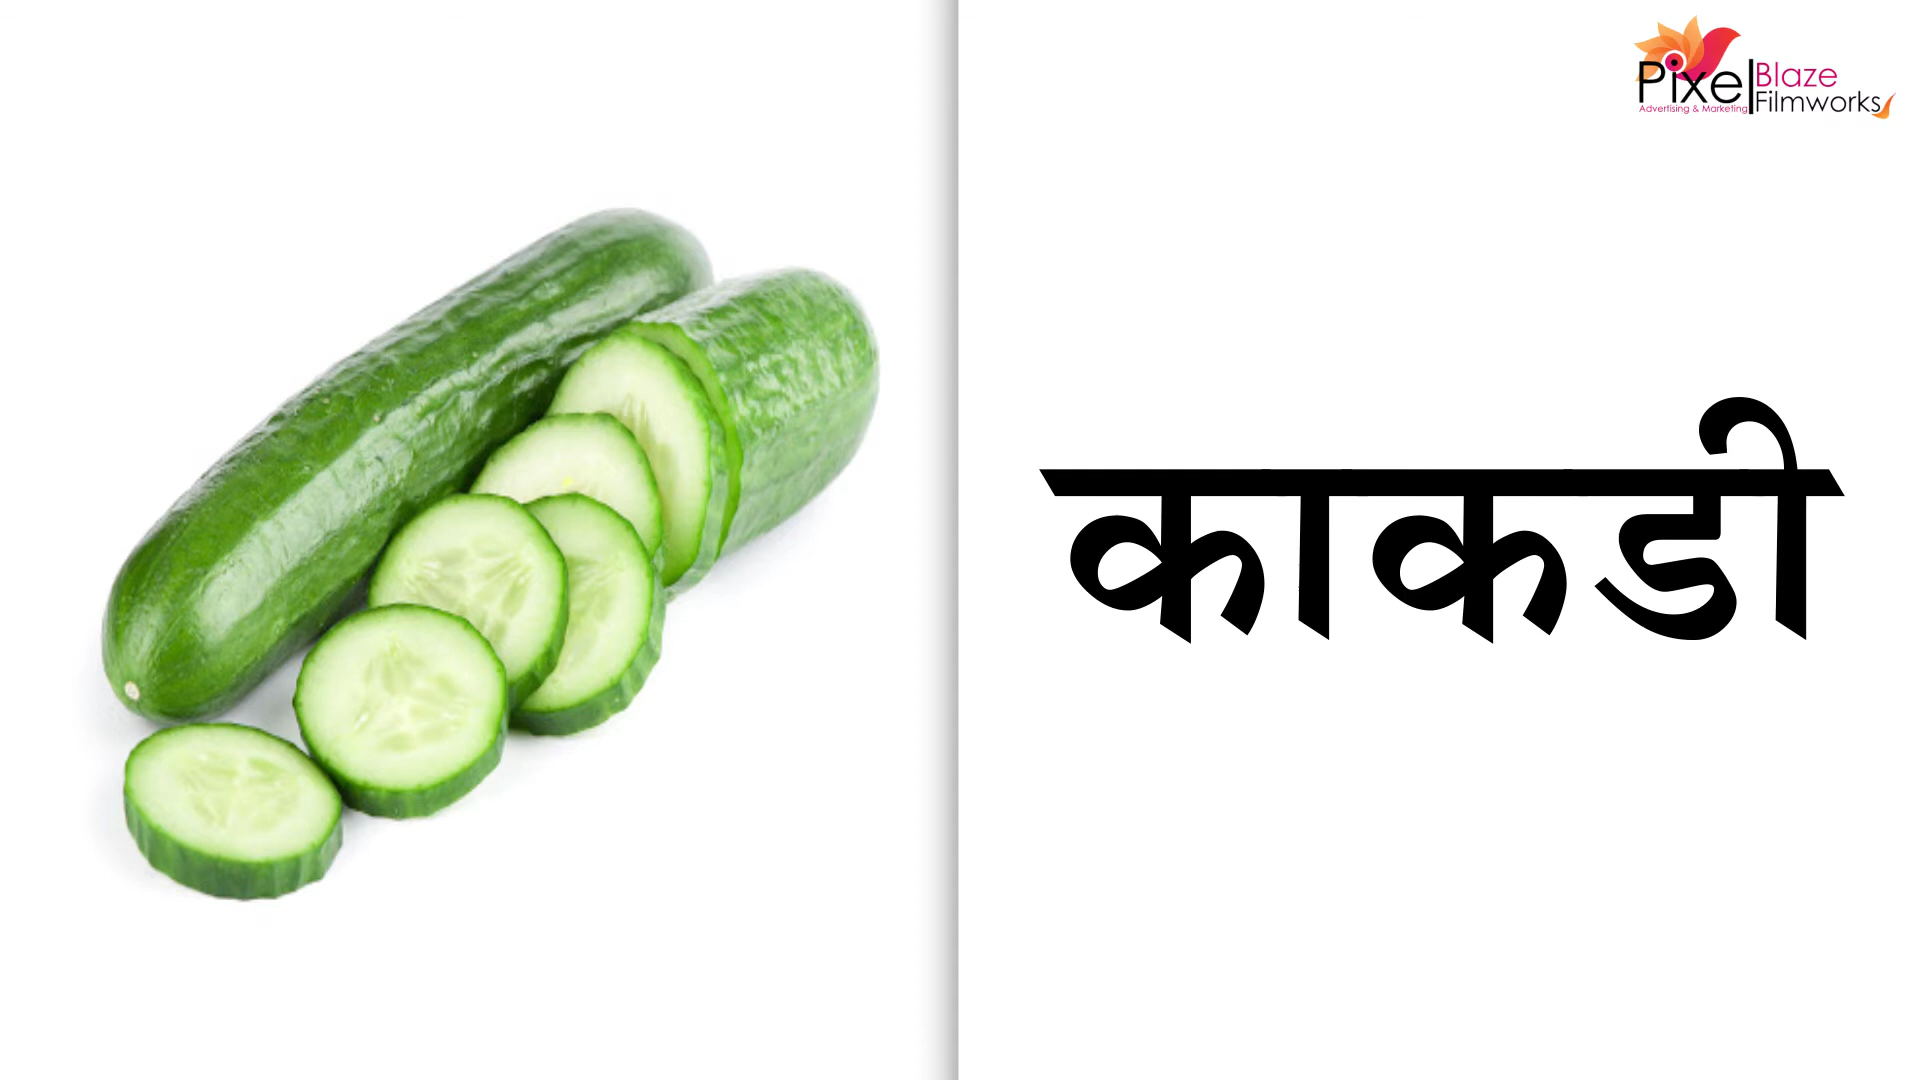 Pixel Blaze
Advertising & Marketing Filmworks
काकडी